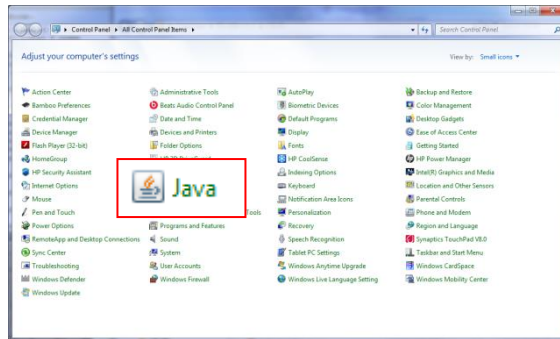 Control Panel ▸ All Control Panel Items ▸
Search Control Panel
Adjust your computer's settings
View by: Small icons
Action Center
Administrative Tools
AutoPlay
Backup and Restore
Bamboo Preferences
Beats Audio Control Panel
Biometric Devices
Color Management
Credential Manager
Date and Time
Default Programs
Desktop Gadgets
Device Manager
Devices and Printers
Display
Ease of Access Center
Flash Player (32-bit)
Folder Options
Fonts
Getting Started
HomeGroup
HP CoolSense
HP Power Manager
HP Security Assistant
Java
Indexing Options
Intel(R) Graphics and Media
Internet Options
Keyboard
Location and Other Sensors
Mouse
Notification Area Icons
Parental Controls
Pen and Touch
Tools
Personalization
Phone and Modem
Power Options
Programs and Features
Recovery
Region and Language
RemoteApp and Desktop Connections
Sound
Speech Recognition
Synaptics TouchPad V8.0
Sync Center
System
Tablet PC Settings
Taskbar and Start Menu
Troubleshooting
User Accounts
Windows Anytime Upgrade
Windows CardSpace
Windows Defender
Windows Firewall
Windows Live Language Setting
Windows Mobility Center
Windows Update